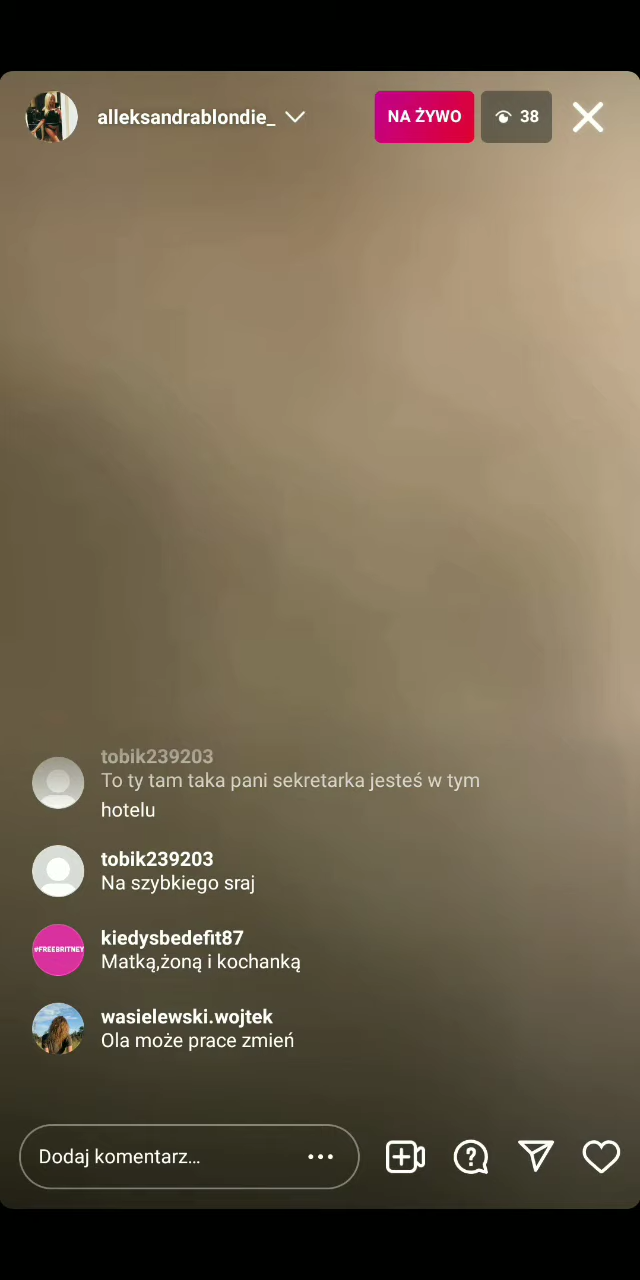 alleksandrablondie_
NA ŻYWO
38
tobik239203
To ty tam taka pani sekretarka jesteś w tym
hotelu
tobik239203
Na szybkiego sraj
#FREEBRITNEY
kiedysbedefit87
Matką,żoną i kochanką
wasielewski.wojtek
Ola może prace zmień
Dodaj komentarz...